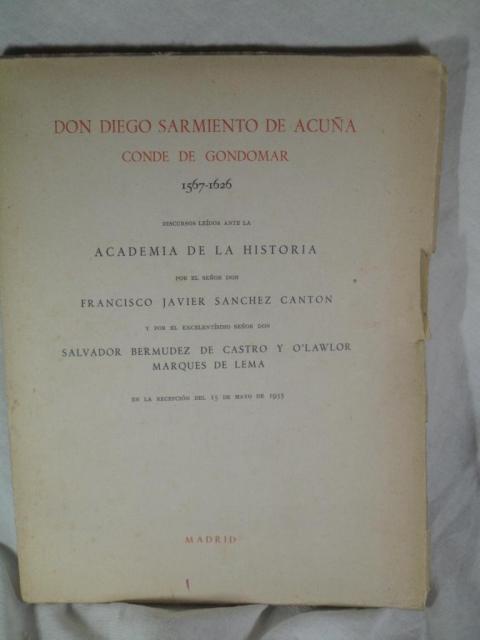 DON DIEGO SARMIENTO DE ACUÑA
CONDE DE GONDOMAR
1567-1626
DISCURSOS LEÍDOS ANTE LA
ACADEMIA DE LA HISTORIA
POR EL SEÑOR DON
FRANCISCO JAVIER SANCHEZ CANTON
Y POR EL EXCELENTÍSIMO SEÑOR DON
SALVADOR BERMUDEZ DE CASTRO Y O'LAWLOR
MARQUES DE LEMA
EN LA RECEPCIÓN DEL 15 DE MAYO DE 1935
MADRID